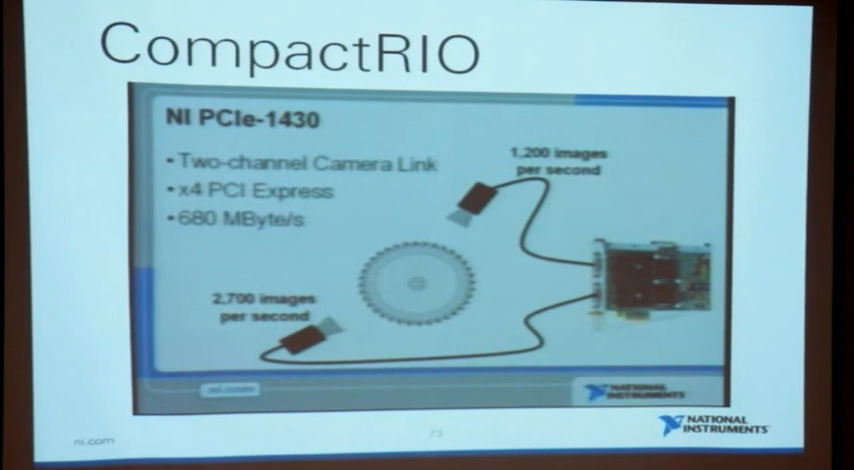 CompactRIO
NI PCIe-1430
•Two-channel Camera Link
•x4 PCI Express
•680 MByte/s
1,200 images
per second
2,700 images
per second
ni.com
NATIONAL
INSTRUMENTS
ni.com
73
NATIONAL
INSTRUMENTS